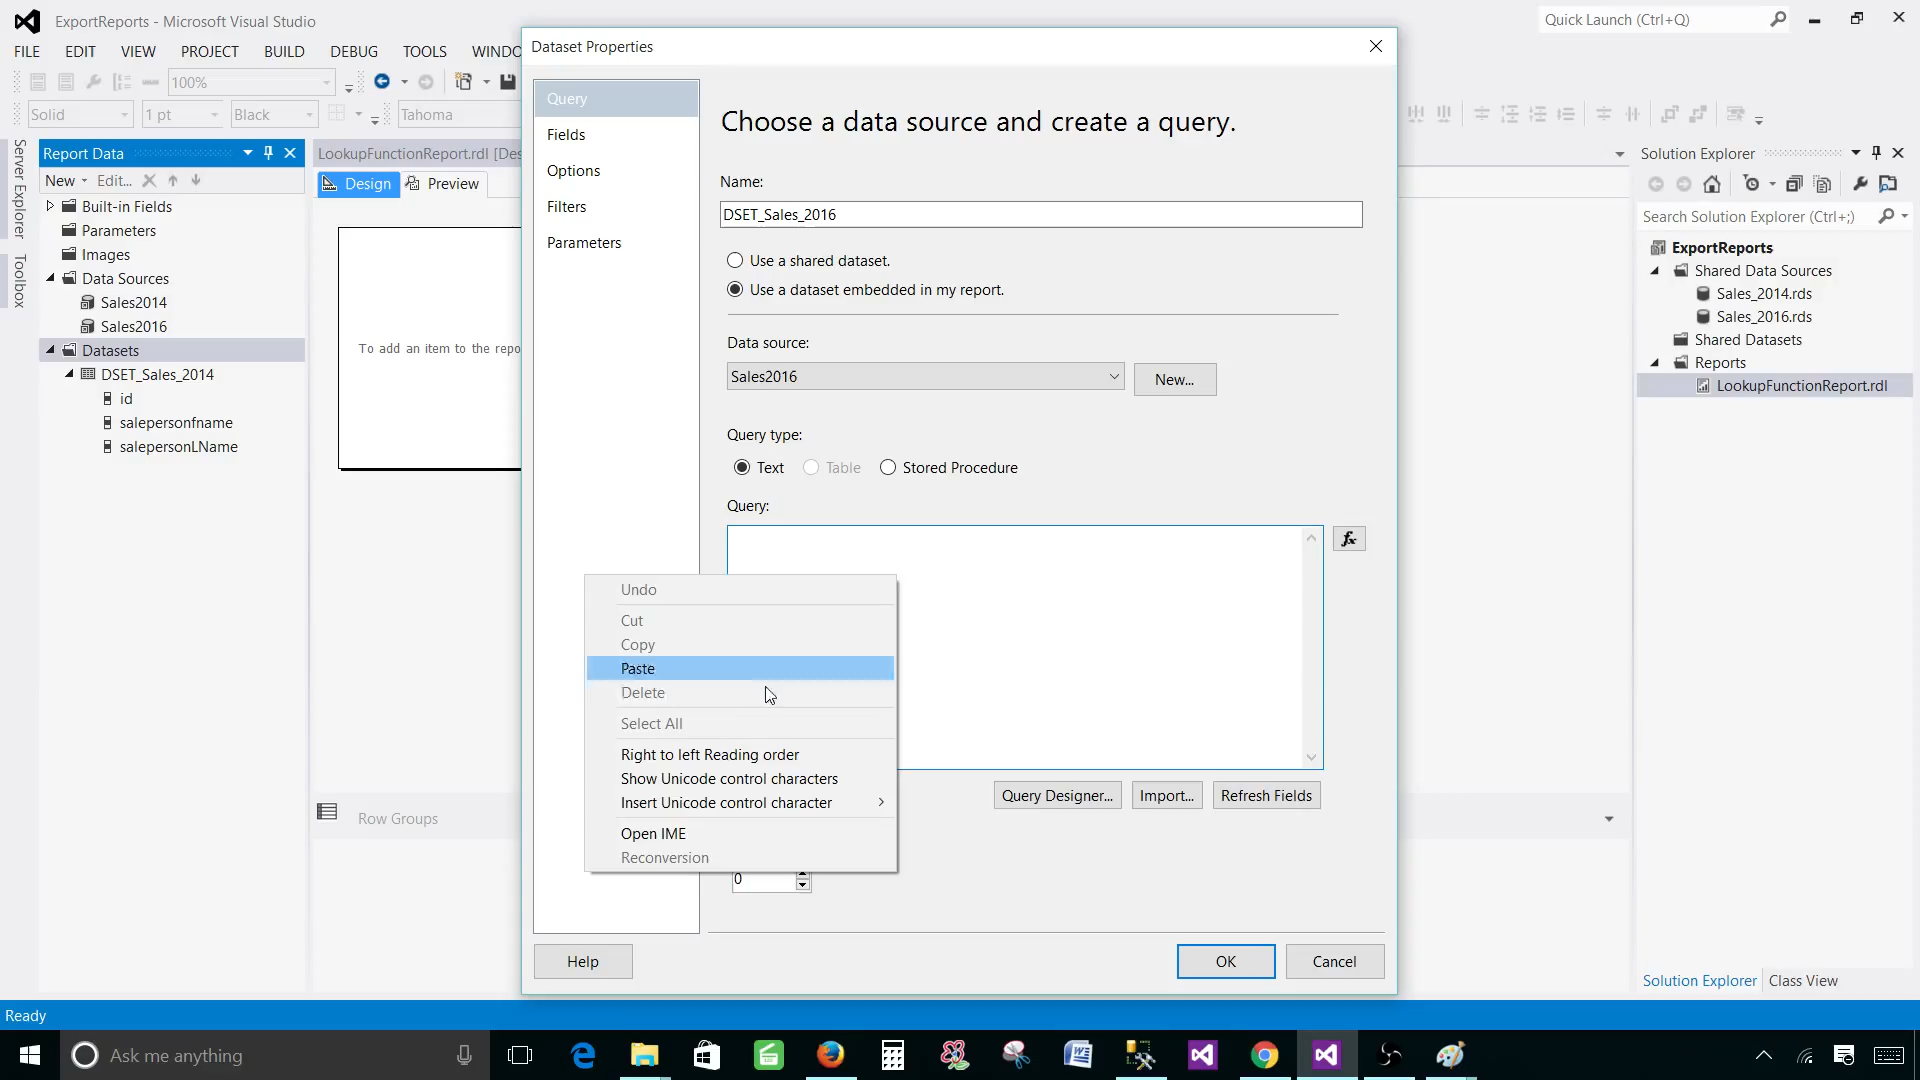 ExportReports - Microsoft Visual Studio
Quick Launch (Ctrl+Q)
FILE EDIT VIEW PROJECT BUILD DEBUG TOOLS WINDO
100%
Solid 1 pt Black Tahoma
Server Explorer
Toolbox
Report Data
New Edit...
Built-in Fields
Parameters
Images
Data Sources
Sales2014
Sales2016
Datasets
DSET_Sales_2014
id
salepersonfname
salepersonLName
LookupFunctionReport.rdl [Des
Design Preview
To add an item to the repo
Row Groups
Dataset Properties
Query
Fields
Options
Filters
Parameters
Choose a data source and create a query.
Name:
DSET_Sales_2016
Use a shared dataset.
Use a dataset embedded in my report.
Data source:
Sales2016
New...
Query type:
Text Table Stored Procedure
Query:
fx
Undo
Cut
Copy
Paste
Delete
Select All
Right to left Reading order
Show Unicode control characters
Insert Unicode control character
Open IME
Reconversion
Query Designer... Import... Refresh Fields
0
Help OK Cancel
Solution Explorer
Search Solution Explorer (Ctrl+;)
ExportReports
Shared Data Sources
Sales_2014.rds
Sales_2016.rds
Shared Datasets
Reports
LookupFunctionReport.rdl
Solution Explorer Class View
Ready
Ask me anything